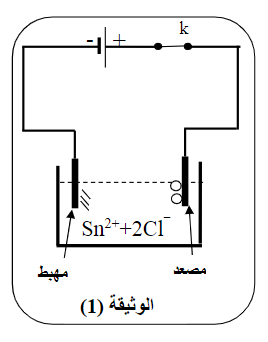 k
- +
Sn²⁺+2Cl⁻
مهبط مصعد
الوثيقة (1)